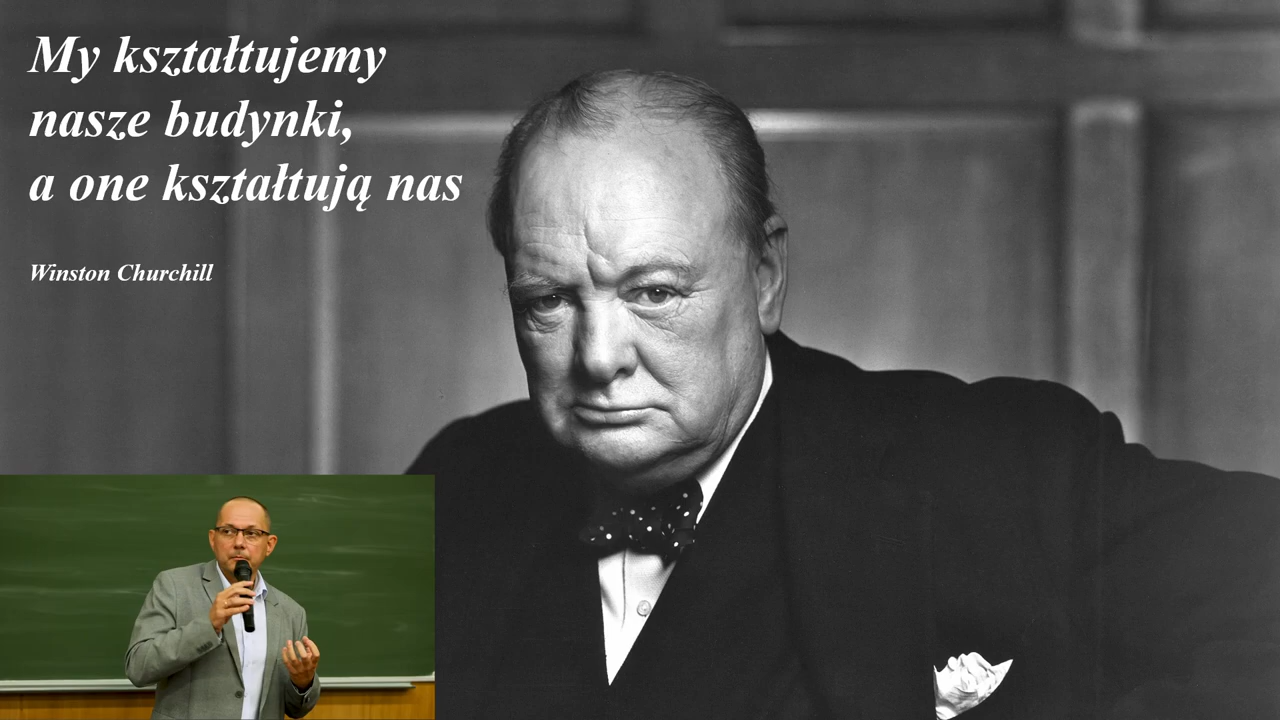 My kształtujemy
nasze budynki,
a one kształtują nas
Winston Churchill